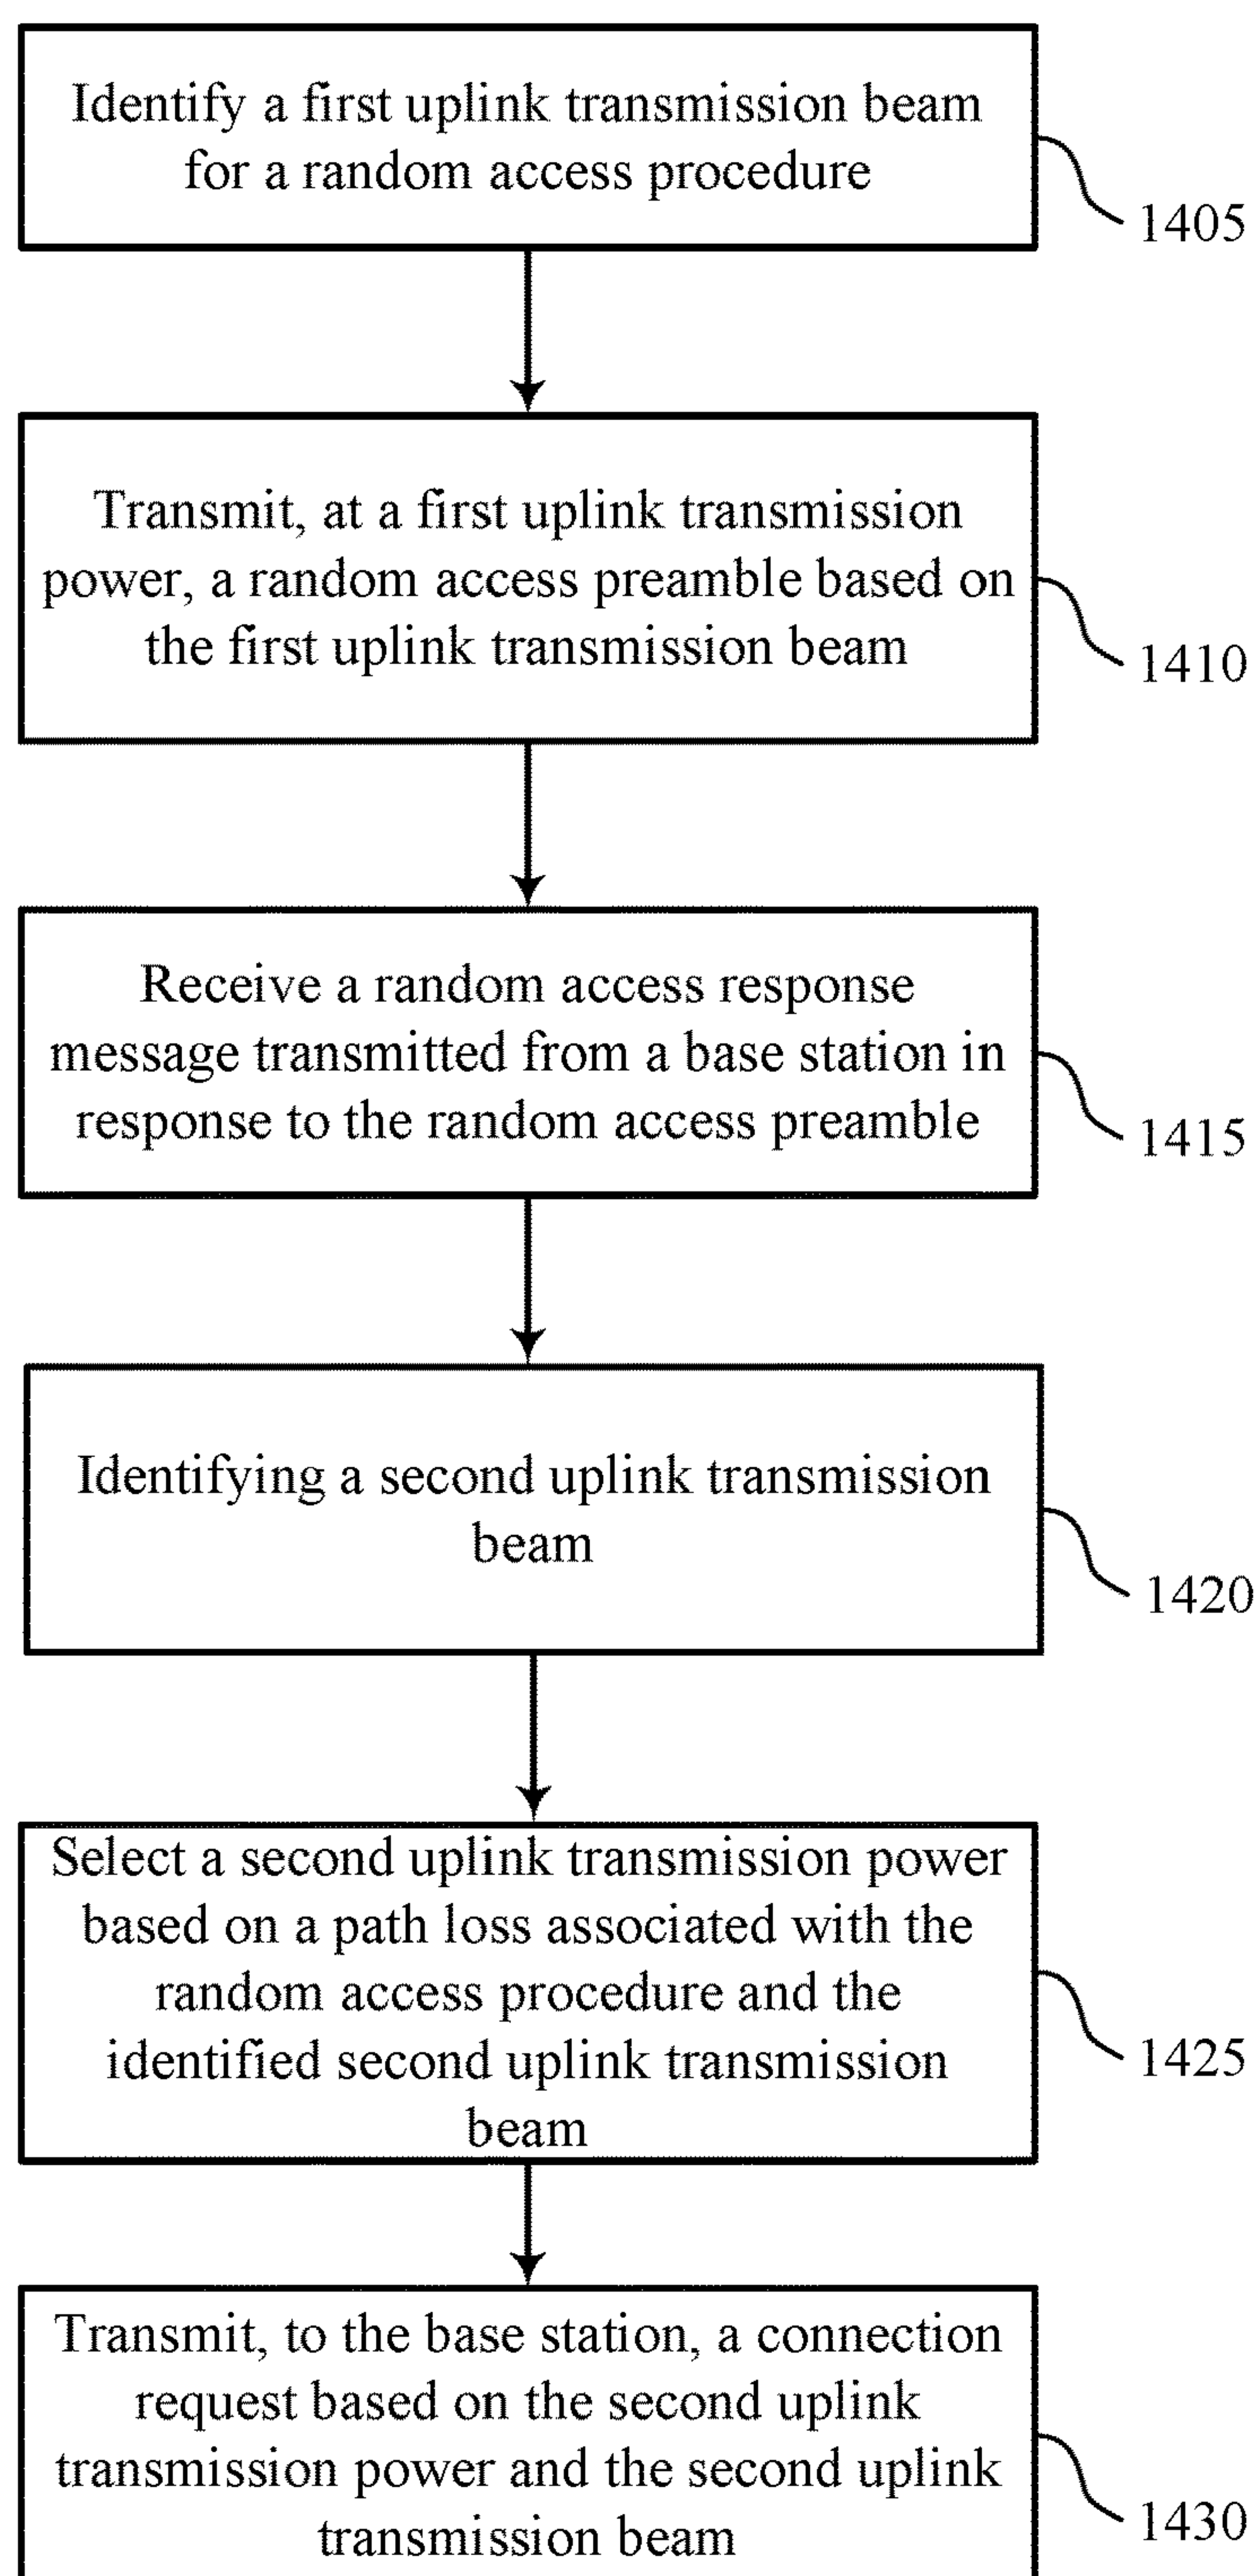 Identify a first uplink transmission beam
for a random access procedure
1405
Transmit, at a first uplink transmission
power, a random access preamble based on
the first uplink transmission beam
1410
Receive a random access response
message transmitted from a base station in
response to the random access preamble
1415
Identifying a second uplink transmission
beam
1420
Select a second uplink transmission power
based on a path loss associated with the
random access procedure and the
identified second uplink transmission
beam
1425
Transmit, to the base station, a connection
request based on the second uplink
transmission power and the second uplink
transmission beam
1430